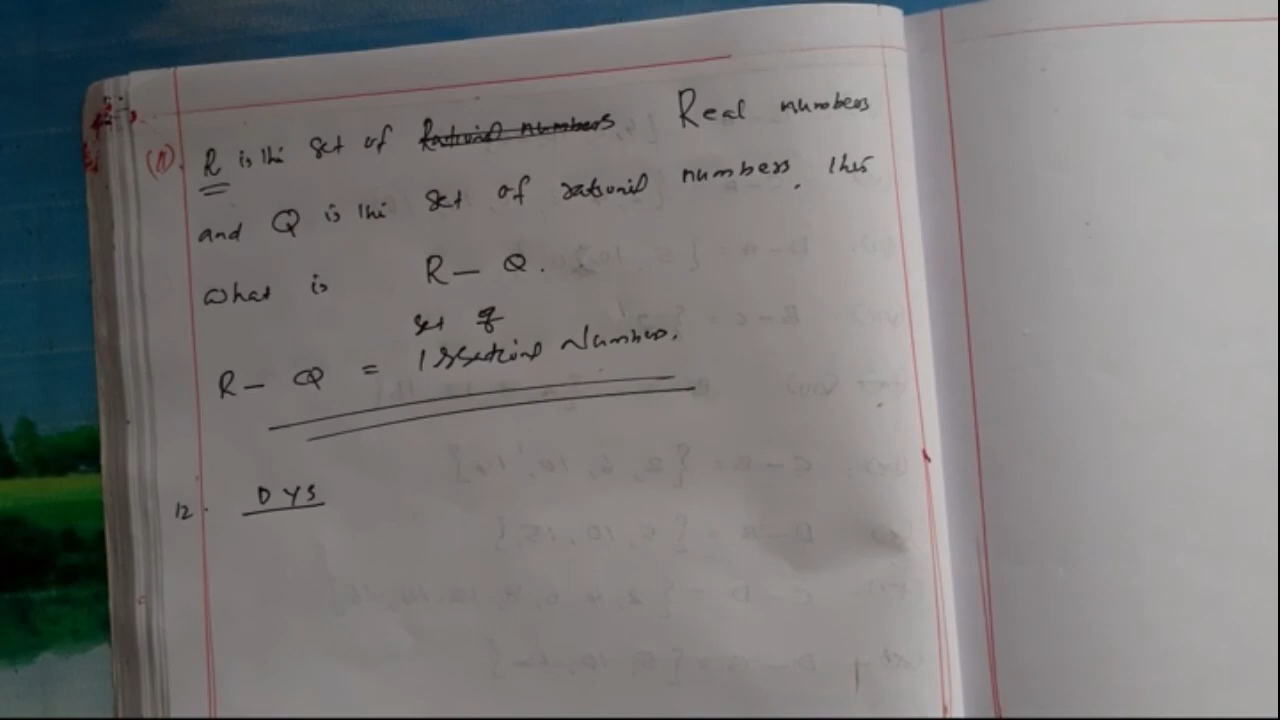 (11). R is the set of Rational numbers Real numbers
and Q is the set of rational numbers, then
what is R - Q.
set of
R - Q = Irrational Numbers.
12. DYS